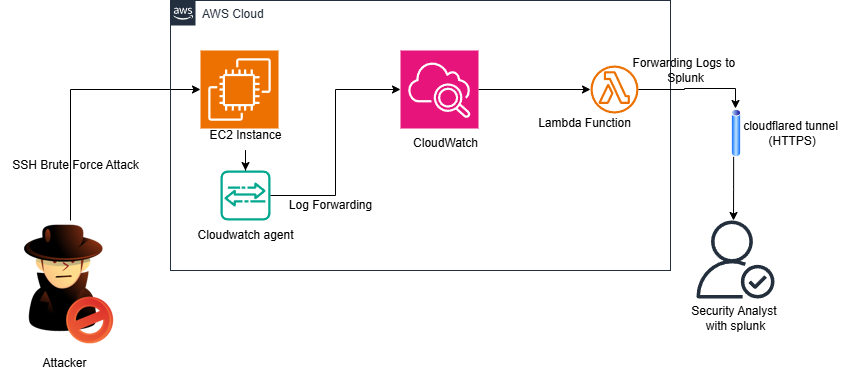 aws
AWS Cloud
Forwarding Logs to
Splunk
EC2 Instance
CloudWatch
Lambda Function
cloudflared tunnel
(HTTPS)
SSH Brute Force Attack
Log Forwarding
Cloudwatch agent
Security Analyst
with splunk
Attacker